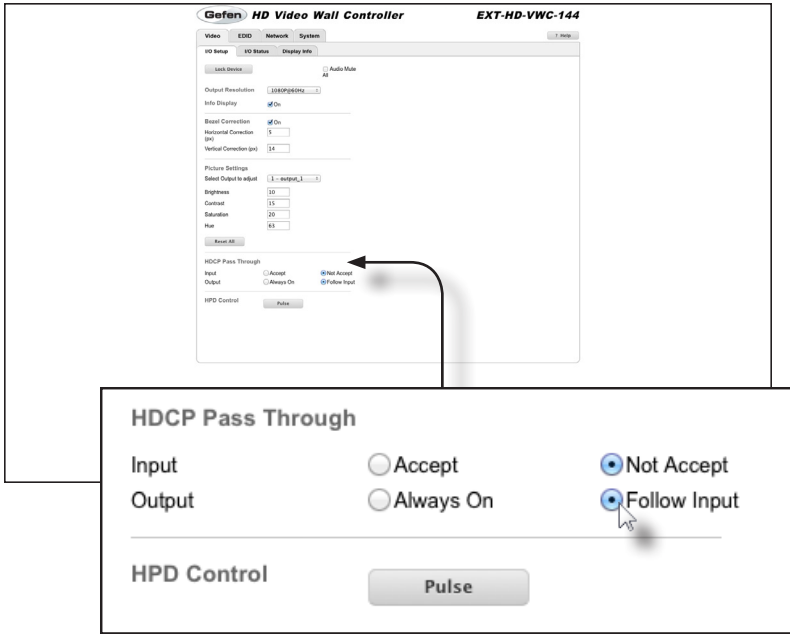 Gefen HD Video Wall Controller EXT-HD-VWC-144
Video EDID Network System ? Help
I/O Setup I/O Status Display Info
Lock Device Audio Mute All
Output Resolution 1080P@60Hz
Info Display On
Bezel Correction On
Horizontal Correction (px) 5
Vertical Correction (px) 14
Picture Settings
Select Output to adjust 1 - output_1
Brightness 10
Contrast 15
Saturation 20
Hue 63
Reset All
HDCP Pass Through
Input Accept Not Accept
Output Always On Follow Input
HPD Control Pulse
HDCP Pass Through
Input Accept Not Accept
Output Always On Follow Input
HPD Control Pulse